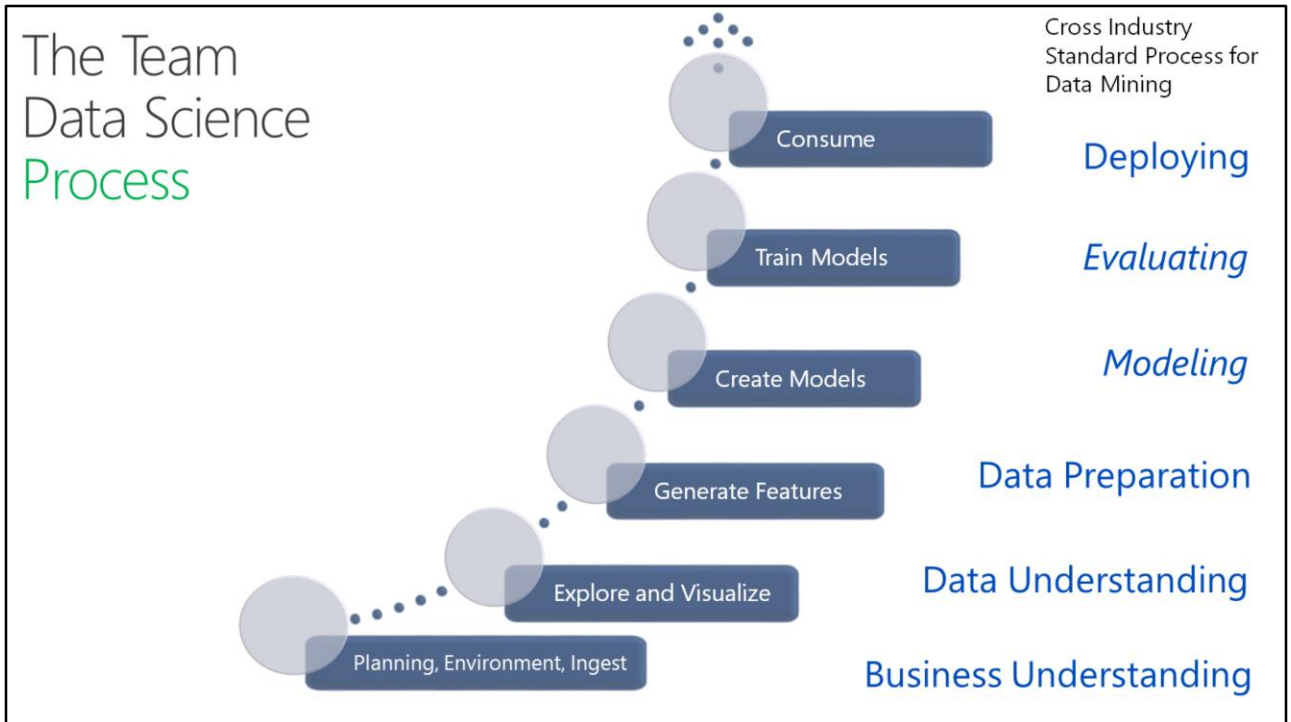 The Team
Data Science
Process
Cross Industry
Standard Process for
Data Mining
Consume
Deploying
Train Models
Evaluating
Create Models
Modeling
Generate Features
Data Preparation
Explore and Visualize
Data Understanding
Planning, Environment, Ingest
Business Understanding